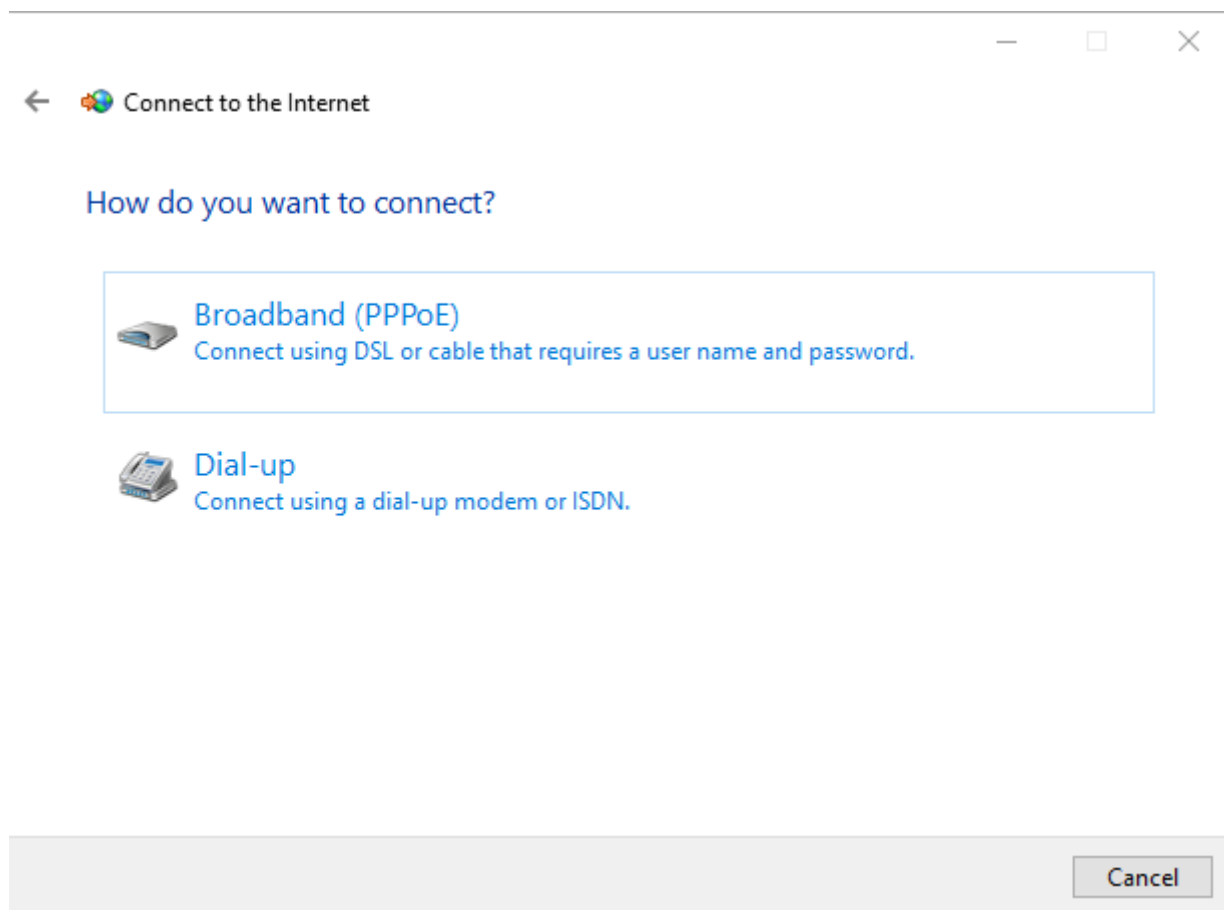 Connect to the Internet
How do you want to connect?
Broadband (PPPoE)
Connect using DSL or cable that requires a user name and password.
Dial-up
Connect using a dial-up modem or ISDN.
Cancel